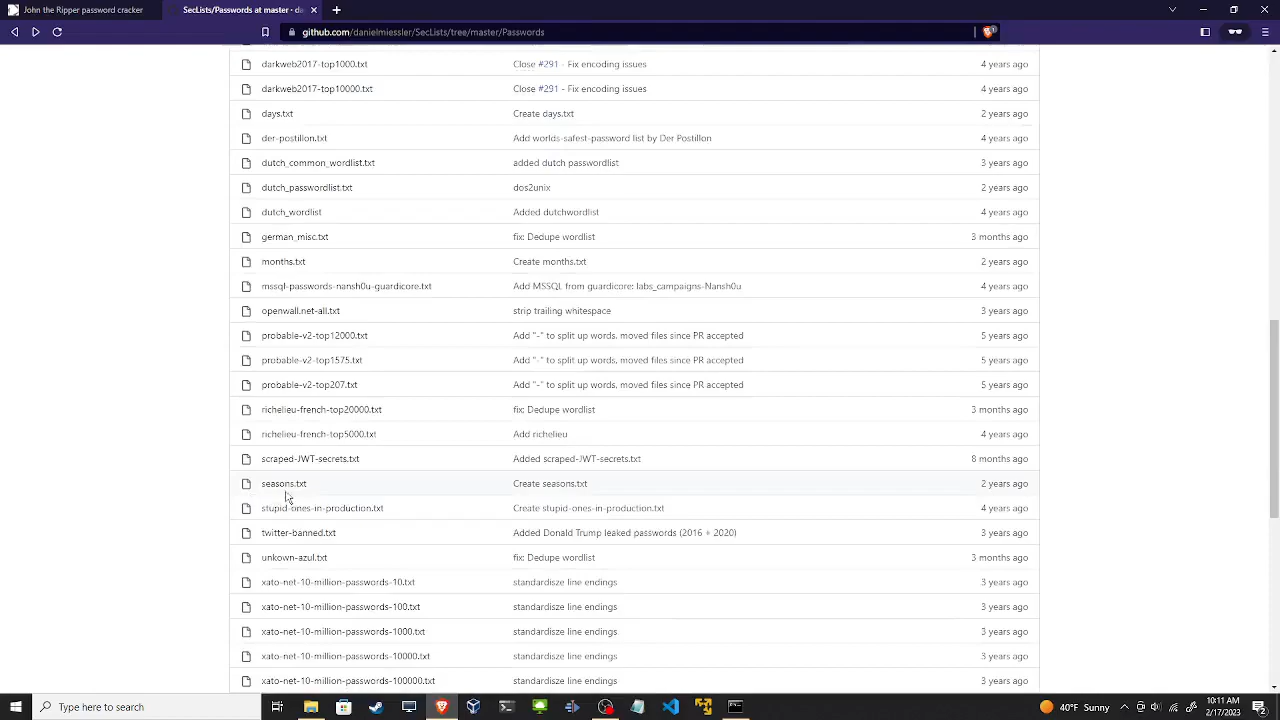 John the Ripper password cracker
SecLists/Passwords at master · da
github.com/danielmiessler/SecLists/tree/master/Passwords
darkweb2017-top1000.txt Close #291 - Fix encoding issues 4 years ago
darkweb2017-top10000.txt Close #291 - Fix encoding issues 4 years ago
days.txt Create days.txt 2 years ago
der-postillon.txt Add worlds-safest-password list by Der Postillon 4 years ago
dutch_common_wordlist.txt added dutch passwordlist 3 years ago
dutch_passwordlist.txt dos2unix 2 years ago
dutch_wordlist Added dutchwordlist 4 years ago
german_misc.txt fix: Dedupe wordlist 3 months ago
months.txt Create months.txt 2 years ago
mssql-passwords-nansh0u-guardicore.txt Add MSSQL from guardicore: labs_campaigns-Nansh0u 4 years ago
openwall.net-all.txt strip trailing whitespace 3 years ago
probable-v2-top12000.txt Add "-" to split up words, moved files since PR accepted 5 years ago
probable-v2-top1575.txt Add "-" to split up words, moved files since PR accepted 5 years ago
probable-v2-top207.txt Add "-" to split up words, moved files since PR accepted 5 years ago
richelieu-french-top20000.txt fix: Dedupe wordlist 3 months ago
richelieu-french-top5000.txt Add richelieu 4 years ago
scraped-JWT-secrets.txt Added scraped-JWT-secrets.txt 8 months ago
seasons.txt Create seasons.txt 2 years ago
stupid-ones-in-production.txt Create stupid-ones-in-production.txt 4 years ago
twitter-banned.txt Added Donald Trump leaked passwords (2016 + 2020) 3 years ago
unkown-azul.txt fix: Dedupe wordlist 3 months ago
xato-net-10-million-passwords-10.txt standardisze line endings 3 years ago
xato-net-10-million-passwords-100.txt standardisze line endings 3 years ago
xato-net-10-million-passwords-1000.txt standardisze line endings 3 years ago
xato-net-10-million-passwords-10000.txt standardisze line endings 3 years ago
xato-net-10-million-passwords-100000.txt standardisze line endings 3 years ago
Type here to search
40°F Sunny
10:11 AM
2/17/2023